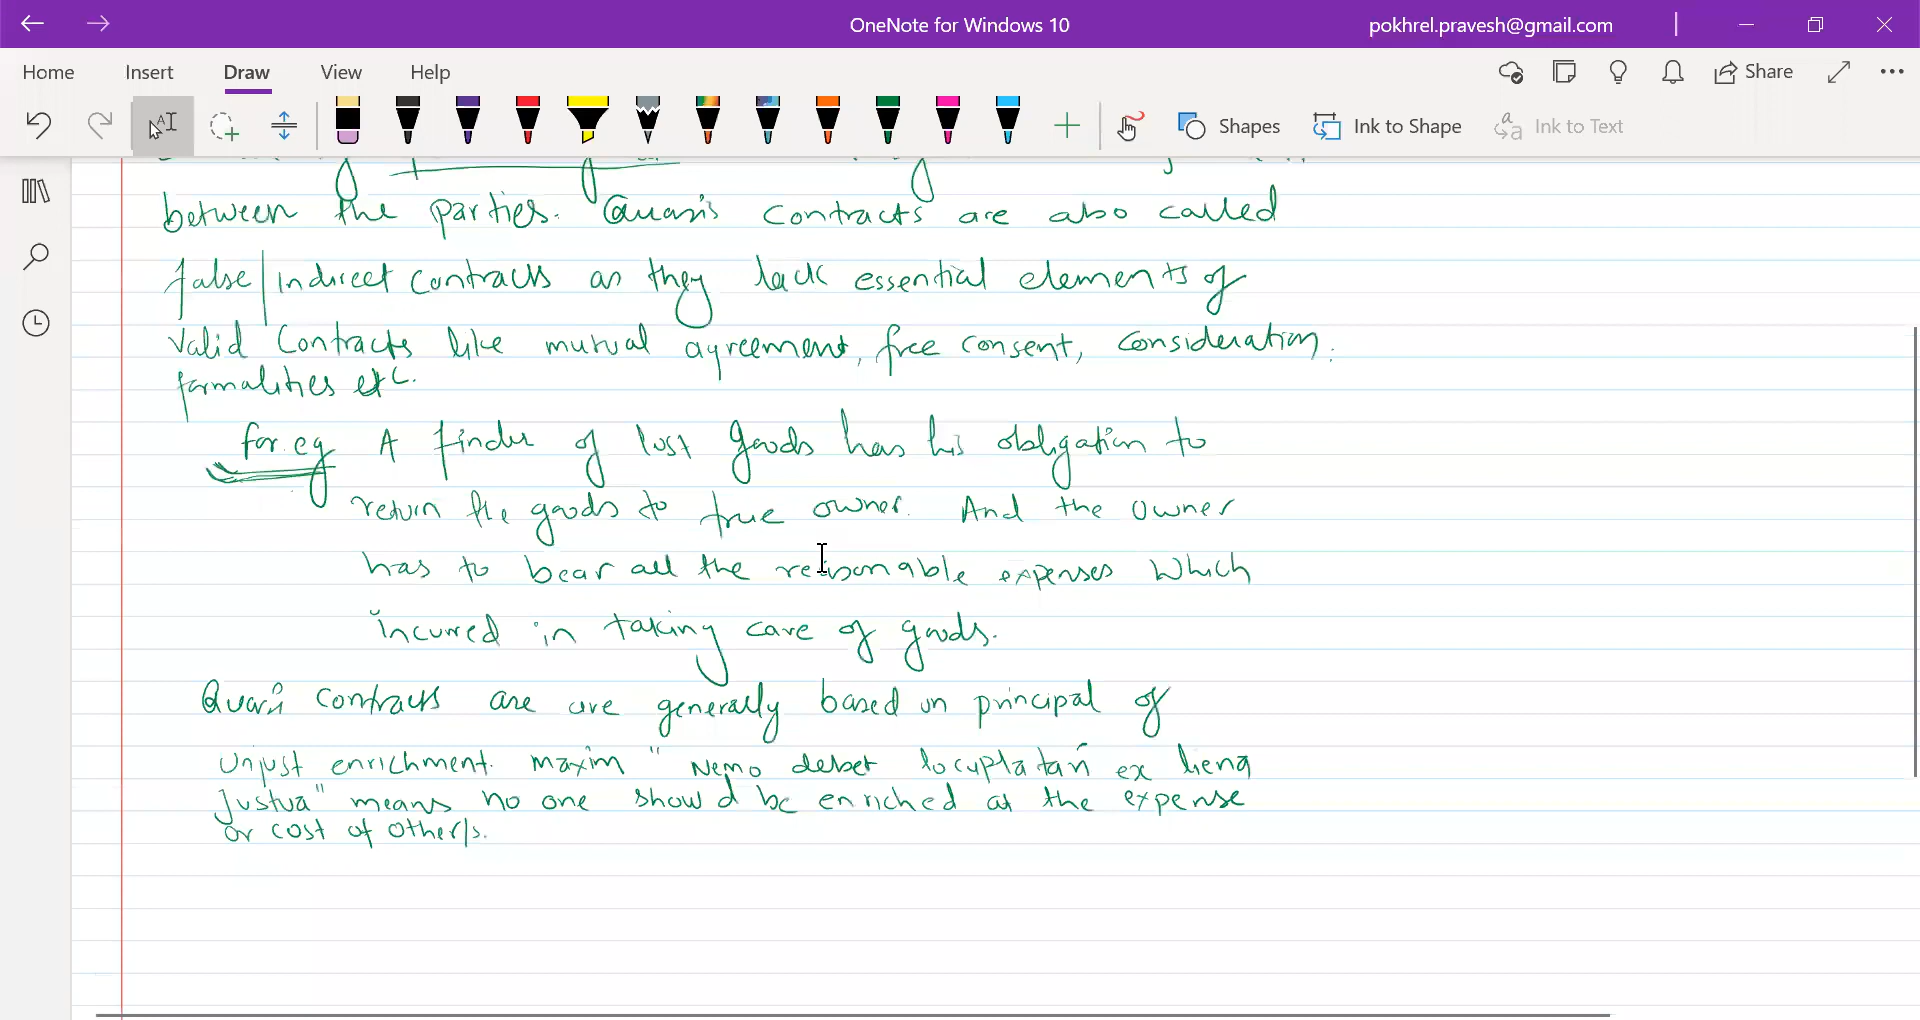 OneNote for Windows 10
pokhrel.pravesh@gmail.com
Home Insert Draw View Help
Share
Shapes Ink to Shape Ink to Text
between the parties. Quasi's contracts are also called
false/indirect contracts as they lack essential elements of
valid contracts like mutual agreement, free consent, consideration.
formalities etc.
for. eg A finder of lost goods has his obligation to
return the goods to true owner. And the owner
has to bear all the reasonable expenses which
incurred in taking care of goods.
Quasi contracts are are generally based on principal of
Unjust enrichment. maxim "Nemo debet locuplatari ex liena
Justua" means no one should be enriched at the expense
or cost of other/s.